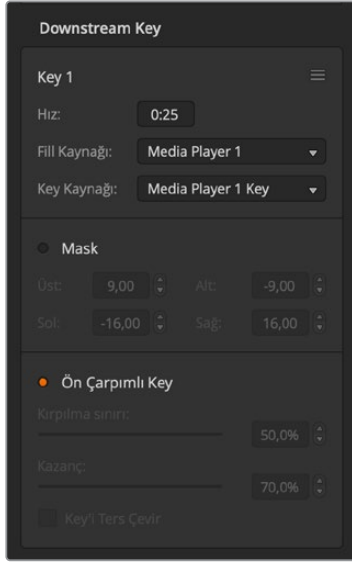 Downstream Key
Key 1
Hız: 0:25
Fill Kaynağı: Media Player 1
Key Kaynağı: Media Player 1 Key
Mask
Üst: 9,00 Alt: -9,00
Sol: -16,00 Sağ: 16,00
Ön Çarpımlı Key
Kırpılma sınırı:
50,0%
Kazanç:
70,0%
Key'i Ters Çevir